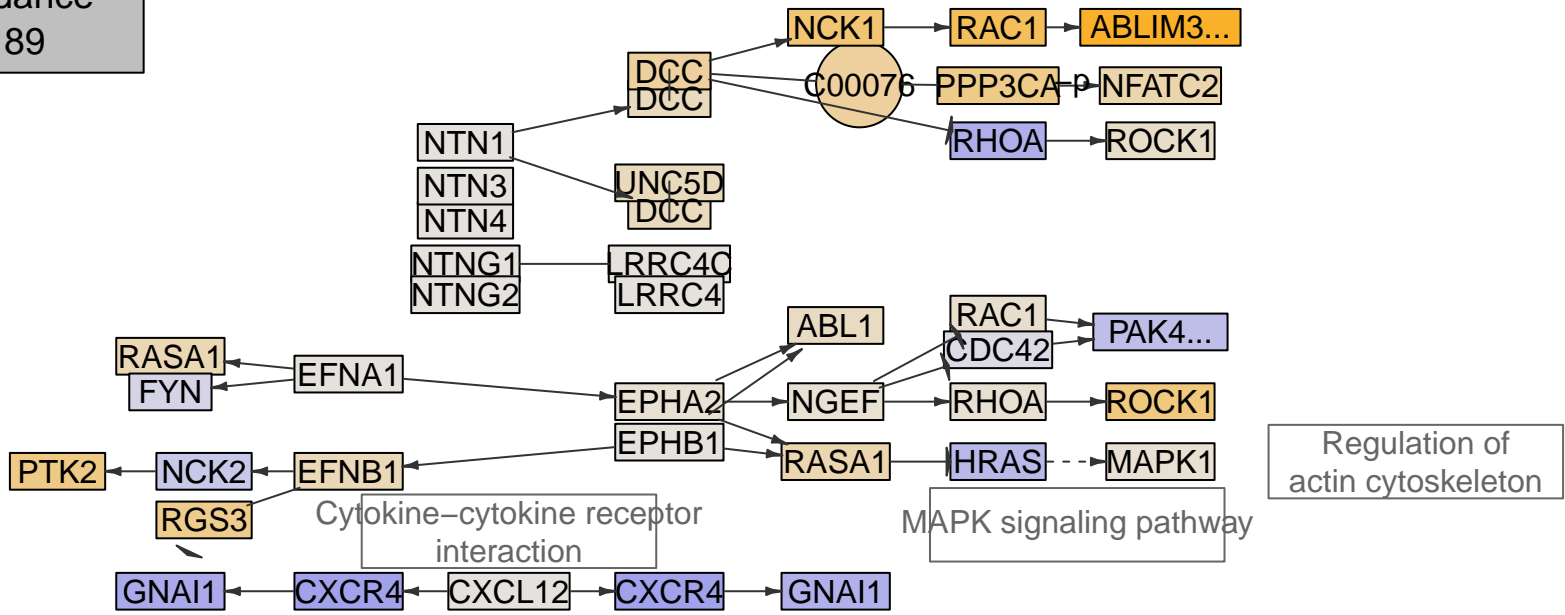 89
NCK1
RAC1
ABLIM3...
DCC
DCC
C00076
PPP3CA
+p
NFATC2
NTN1
RHOA
ROCK1
NTN3
NTN4
UNC5D
DCC
NTNG1
LRRC4C
NTNG2
LRRC4
ABL1
RAC1
CDC42
PAK4...
RASA1
FYN
EFNA1
EPHA2
NGEF
RHOA
ROCK1
EPHB1
PTK2
NCK2
EFNB1
RASA1
HRAS
MAPK1
Regulation of
actin cytoskeleton
RGS3
Cytokine−cytokine receptor
interaction
MAPK signaling pathway
GNAI1
CXCR4
CXCL12
CXCR4
GNAI1